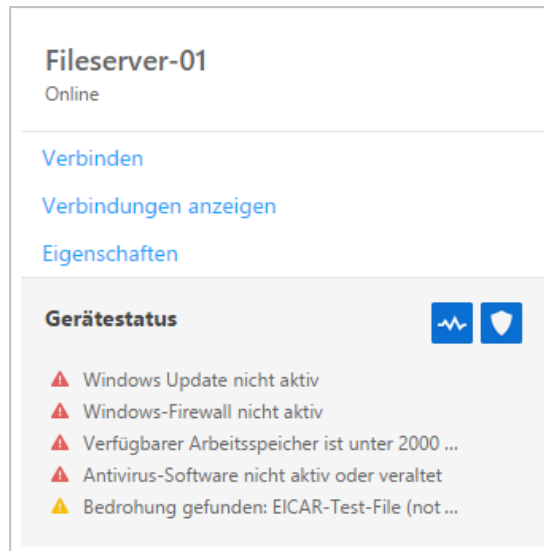 Fileserver-01
Online
Verbinden
Verbindungen anzeigen
Eigenschaften
Gerätestatus
Windows Update nicht aktiv
Windows-Firewall nicht aktiv
Verfügbarer Arbeitsspeicher ist unter 2000 ...
Antivirus-Software nicht aktiv oder veraltet
Bedrohung gefunden: EICAR-Test-File (not ...